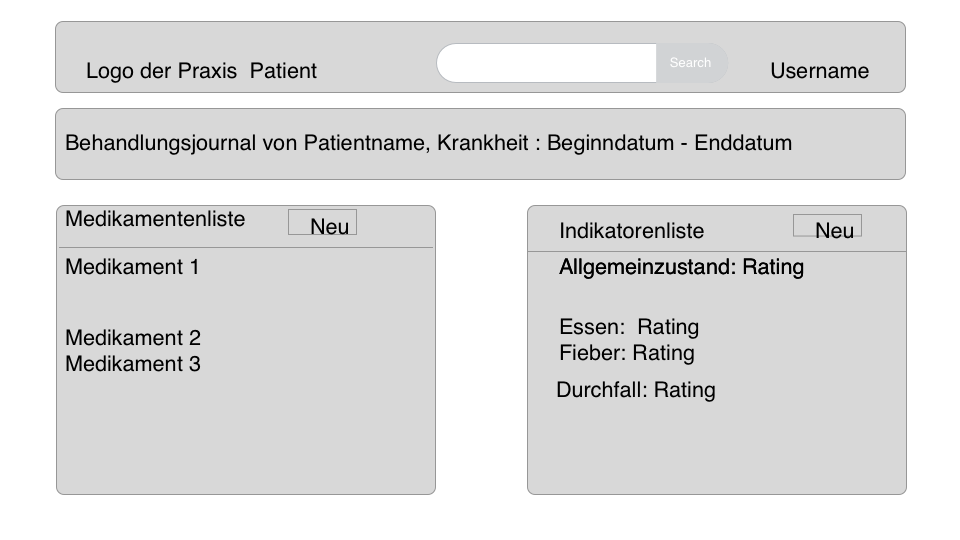 Logo der Praxis Patient
Search
Username
Behandlungsjournal von Patientname, Krankheit : Beginndatum - Enddatum
Medikamentenliste
Neu
Medikament 1
Medikament 2
Medikament 3
Indikatorenliste
Neu
Allgemeinzustand: Rating
Essen: Rating
Fieber: Rating
Durchfall: Rating